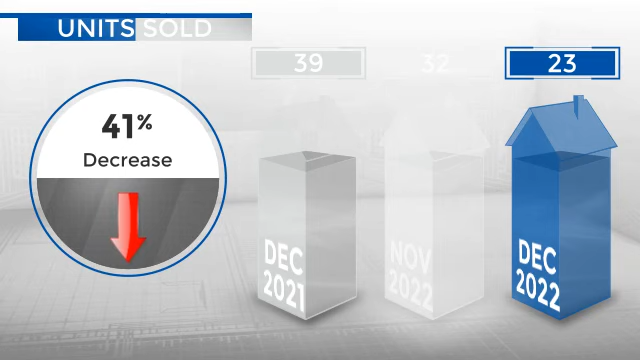 UNITS SOLD
39
32
23
41%
Decrease
DEC
2021
NOV
2022
DEC
2022